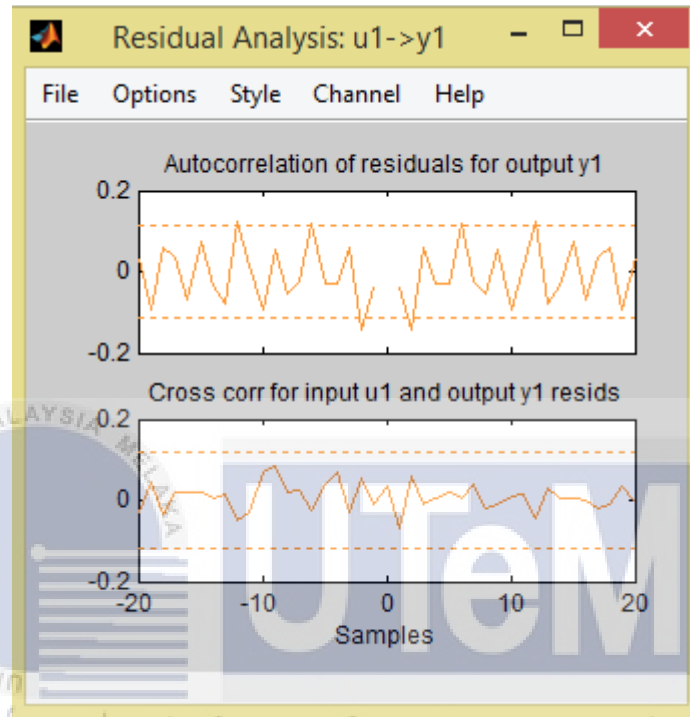 Residual Analysis: u1->y1
File Options Style Channel Help
Autocorrelation of residuals for output y1
0.2
0
-0.2
Cross corr for input u1 and output y1 resids
0.2
0
-0.2
-20 -10 0 10 20
Samples
UTeM